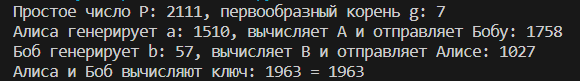 Простое число P: 2111, первообразный корень g: 7
Алиса генерирует a: 1510, вычисляет A и отправляет Бобу: 1758
Боб генерирует b: 57, вычисляет B и отправляет Алисе: 1027
Алиса и Боб вычисляют ключ: 1963 = 1963